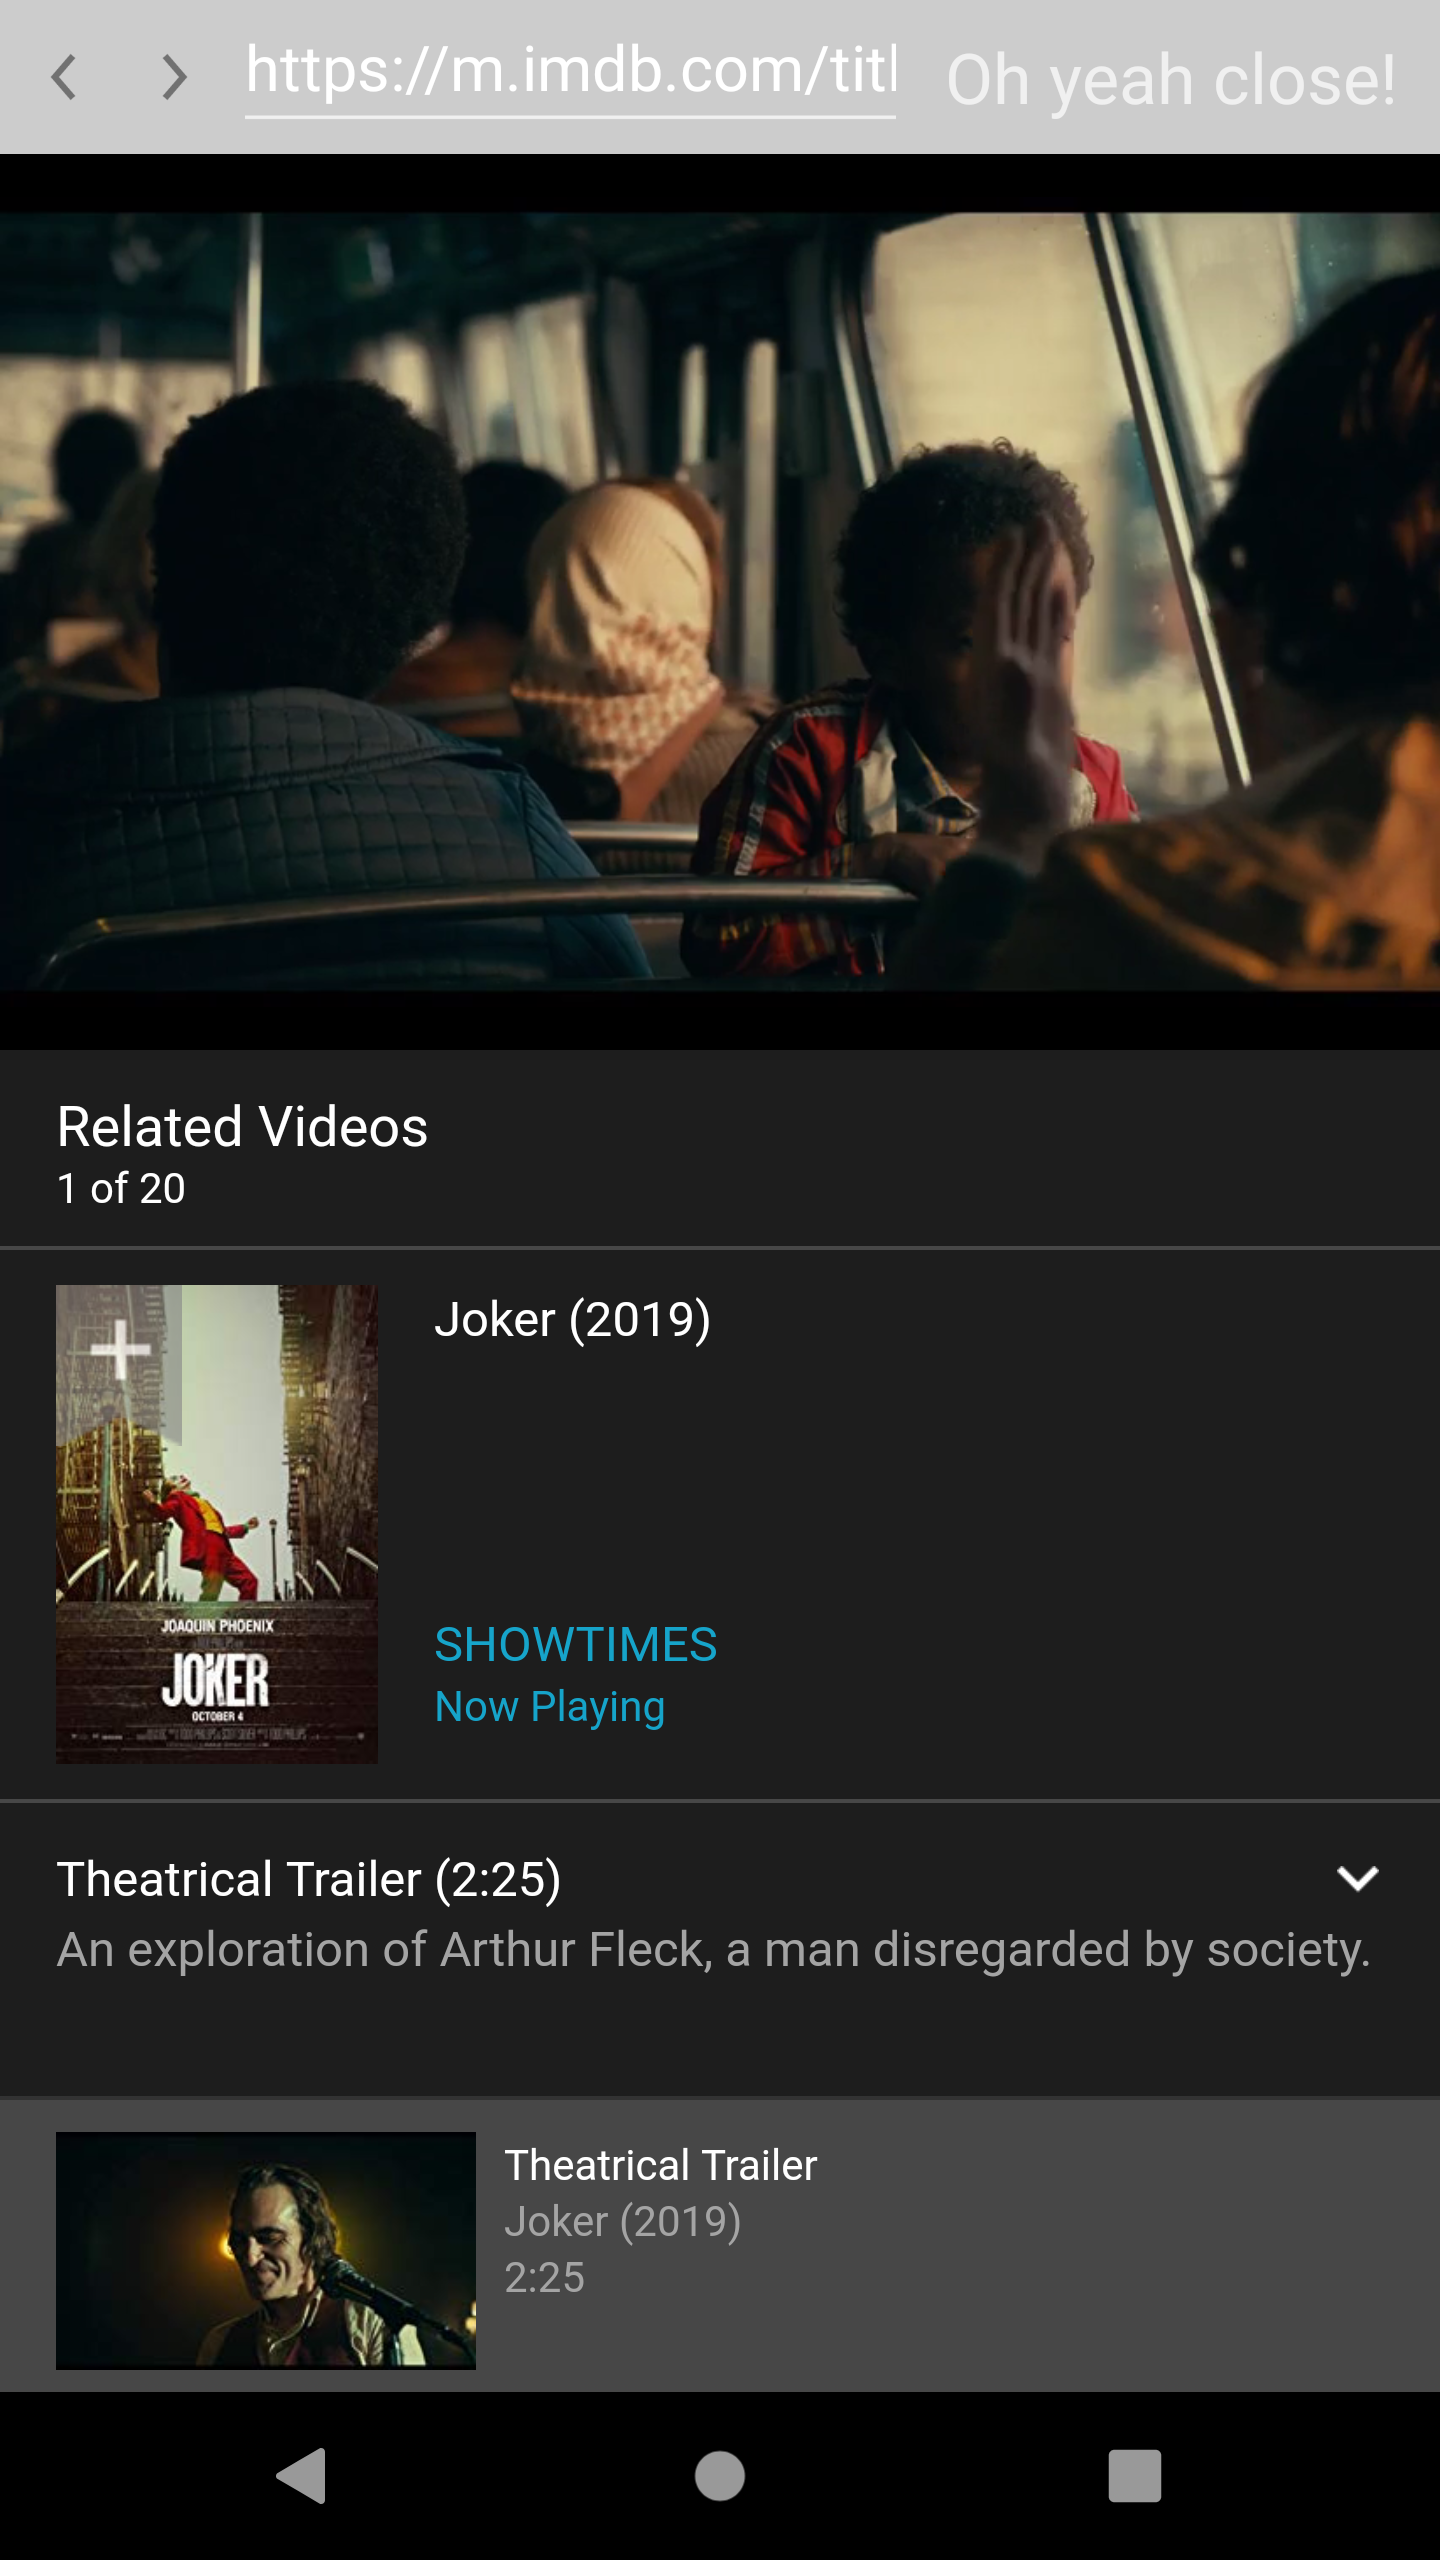 https://m.imdb.com/titl
Oh yeah close!
Related Videos
1 of 20
Joker (2019)
JOAQUIN PHOENIX
JOKER
OCTOBER 4
SHOWTIMES
Now Playing
Theatrical Trailer (2:25)
An exploration of Arthur Fleck, a man disregarded by society.
Theatrical Trailer
Joker (2019)
2:25